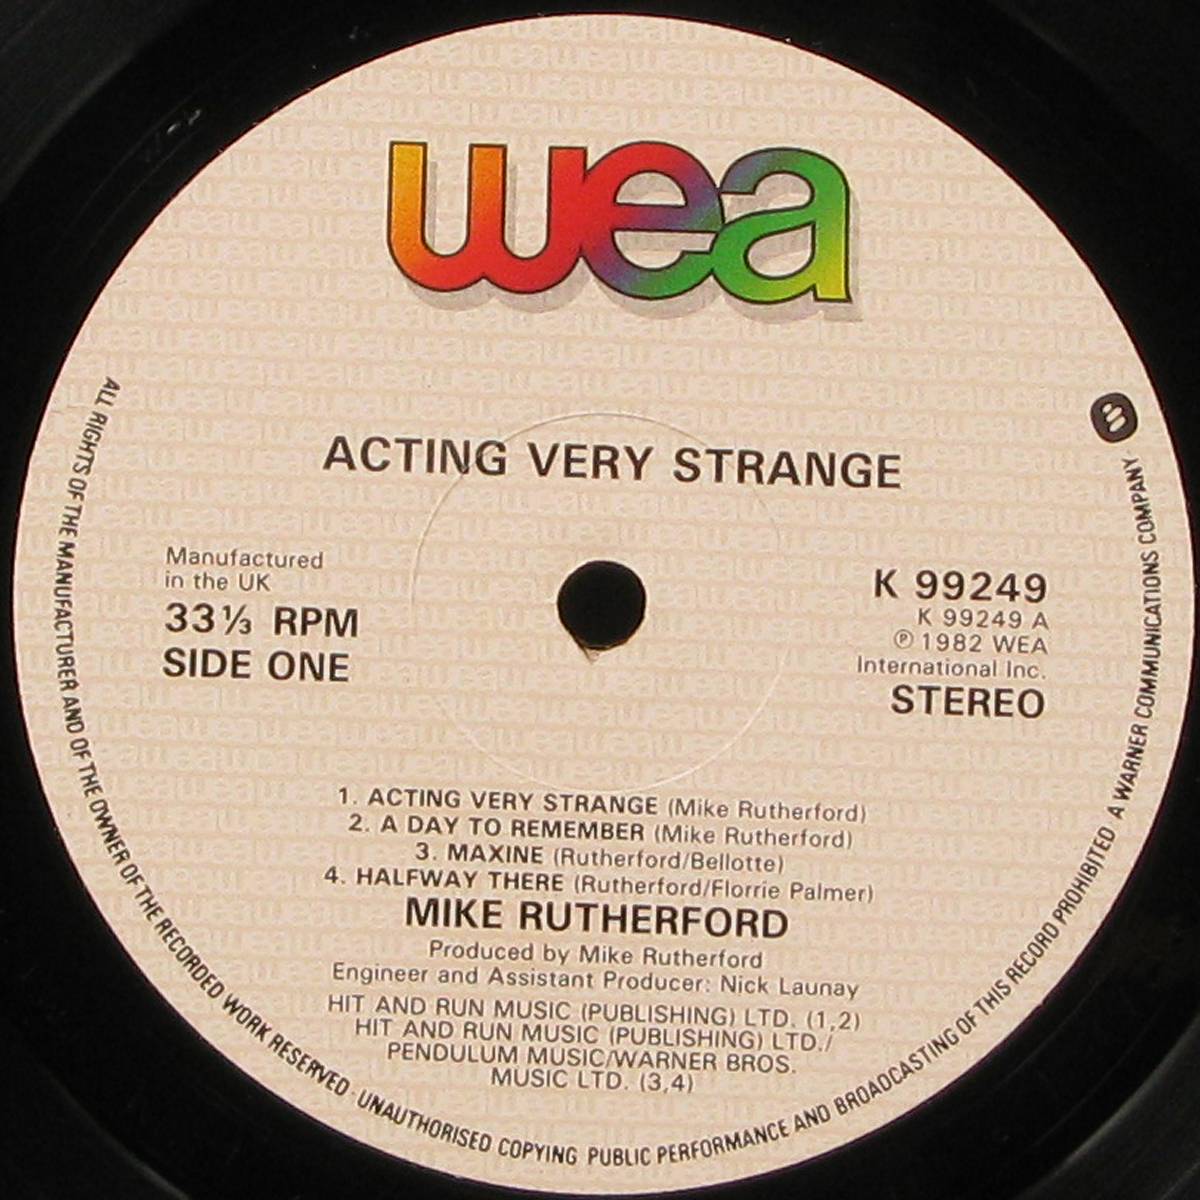 wea
ACTING VERY STRANGE
Manufactured
in the UK
33⅓ RPM
SIDE ONE
K 99249
K 99249 A
℗ 1982 WEA
International Inc.
STEREO
1. ACTING VERY STRANGE (Mike Rutherford)
2. A DAY TO REMEMBER (Mike Rutherford)
3. MAXINE (Rutherford/Bellotte)
4. HALFWAY THERE (Rutherford/Florrie Palmer)
MIKE RUTHERFORD
Produced by Mike Rutherford
Engineer and Assistant Producer: Nick Launay
HIT AND RUN MUSIC (PUBLISHING) LTD. (1,2)
HIT AND RUN MUSIC (PUBLISHING) LTD./
PENDULUM MUSIC/WARNER BROS.
MUSIC LTD. (3,4)
ALL RIGHTS OF THE MANUFACTURER AND OF THE OWNER OF THE RECORDED WORK RESERVED · UNAUTHORISED COPYING PUBLIC PERFORMANCE AND BROADCASTING OF THIS RECORD PROHIBITED A WARNER COMMUNICATIONS COMPANY